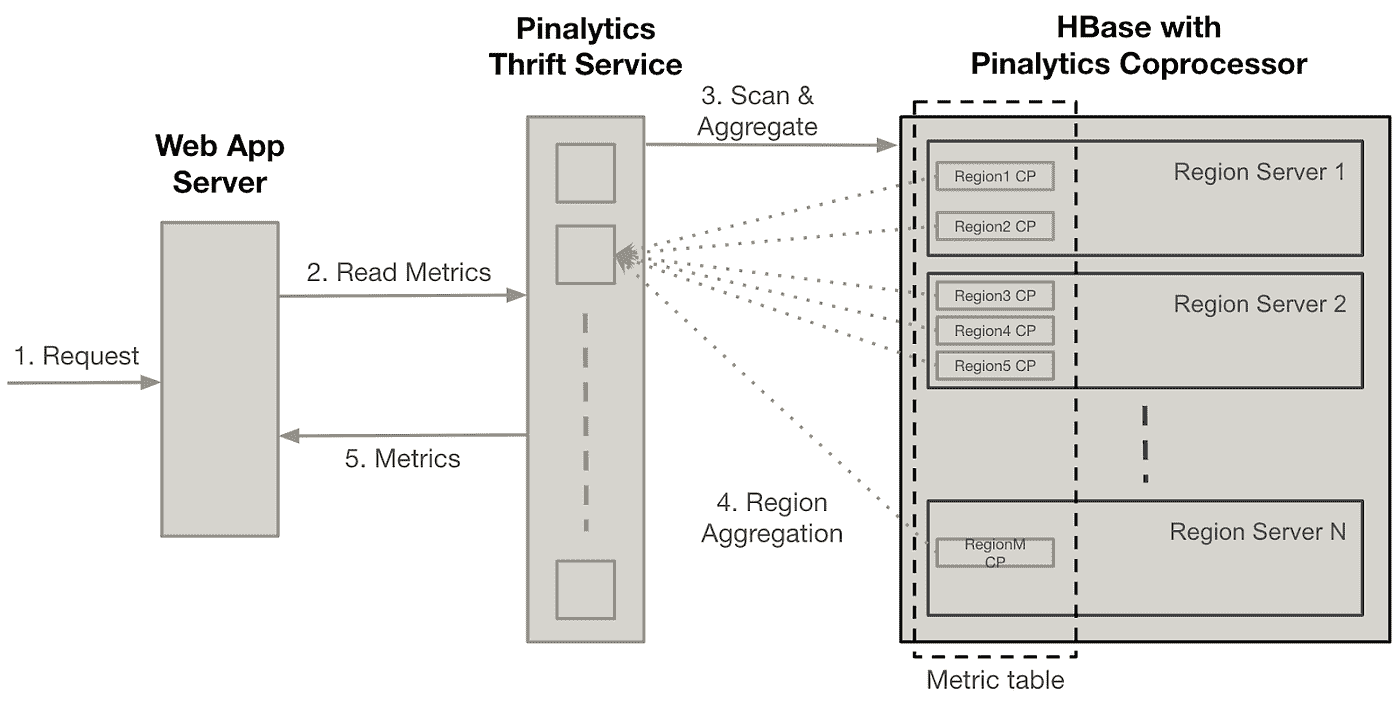 Pinalytics
Thrift Service
HBase with
Pinalytics Coprocessor
Web App
Server
3. Scan &
Aggregate
Region1 CP
Region Server 1
Region2 CP
2. Read Metrics
Region3 CP
Region Server 2
Region4 CP
1. Request
Region5 CP
5. Metrics
4. Region
Aggregation
Region Server N
RegionM
CP
Metric table